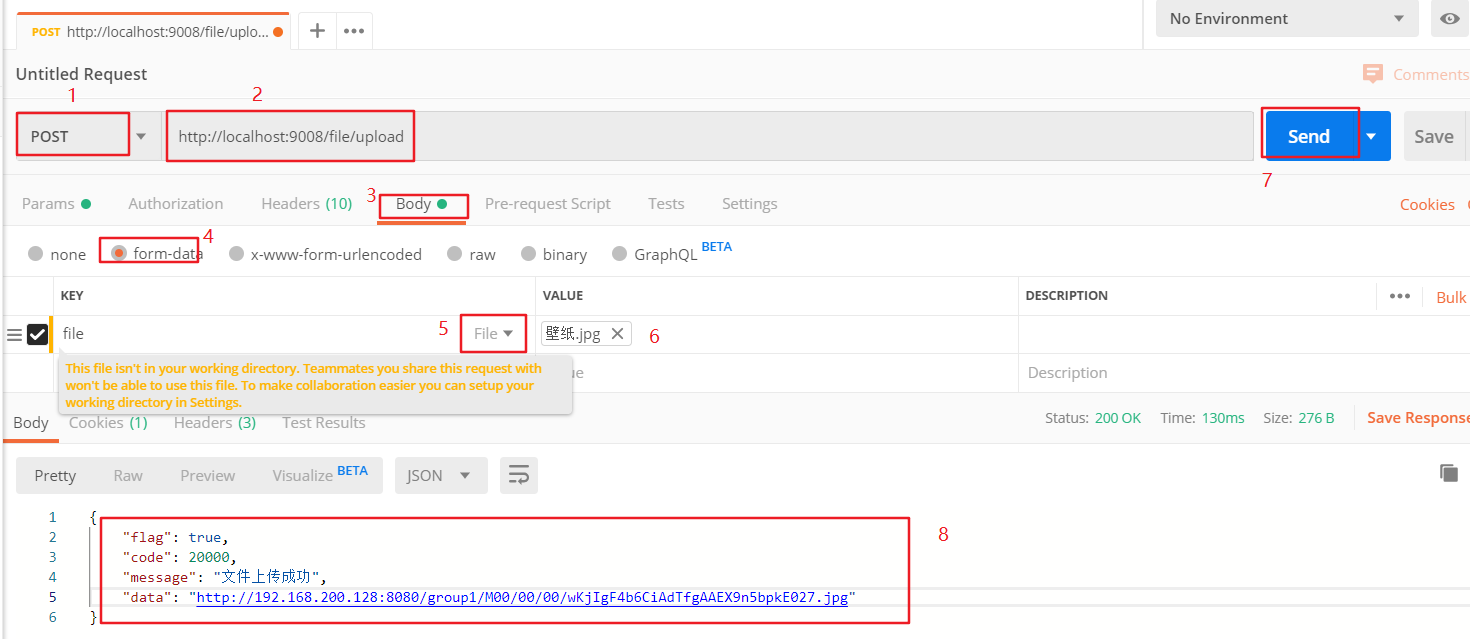 POST http://localhost:9008/file/uplo... + ••• No Environment
Untitled Request Comments
1 2
POST http://localhost:9008/file/upload Send Save
7
Params Authorization Headers (10) 3 Body Pre-request Script Tests Settings Cookies
none form-data 4 x-www-form-urlencoded raw binary GraphQL BETA
KEY VALUE DESCRIPTION ••• Bulk
file 5 File 壁纸.jpg 6
This file isn't in your working directory. Teammates you share this request with
won't be able to use this file. To make collaboration easier you can setup your
working directory in Settings.
Description
Body Cookies (1) Headers (3) Test Results Status: 200 OK Time: 130ms Size: 276 B Save Response
Pretty Raw Preview Visualize BETA JSON
1 {
2 "flag": true, 8
3 "code": 20000,
4 "message": "文件上传成功",
5 "data": "http://192.168.200.128:8080/group1/M00/00/00/wKjIgF4b6CiAdTfgAAEX9n5bpkE027.jpg"
6 }